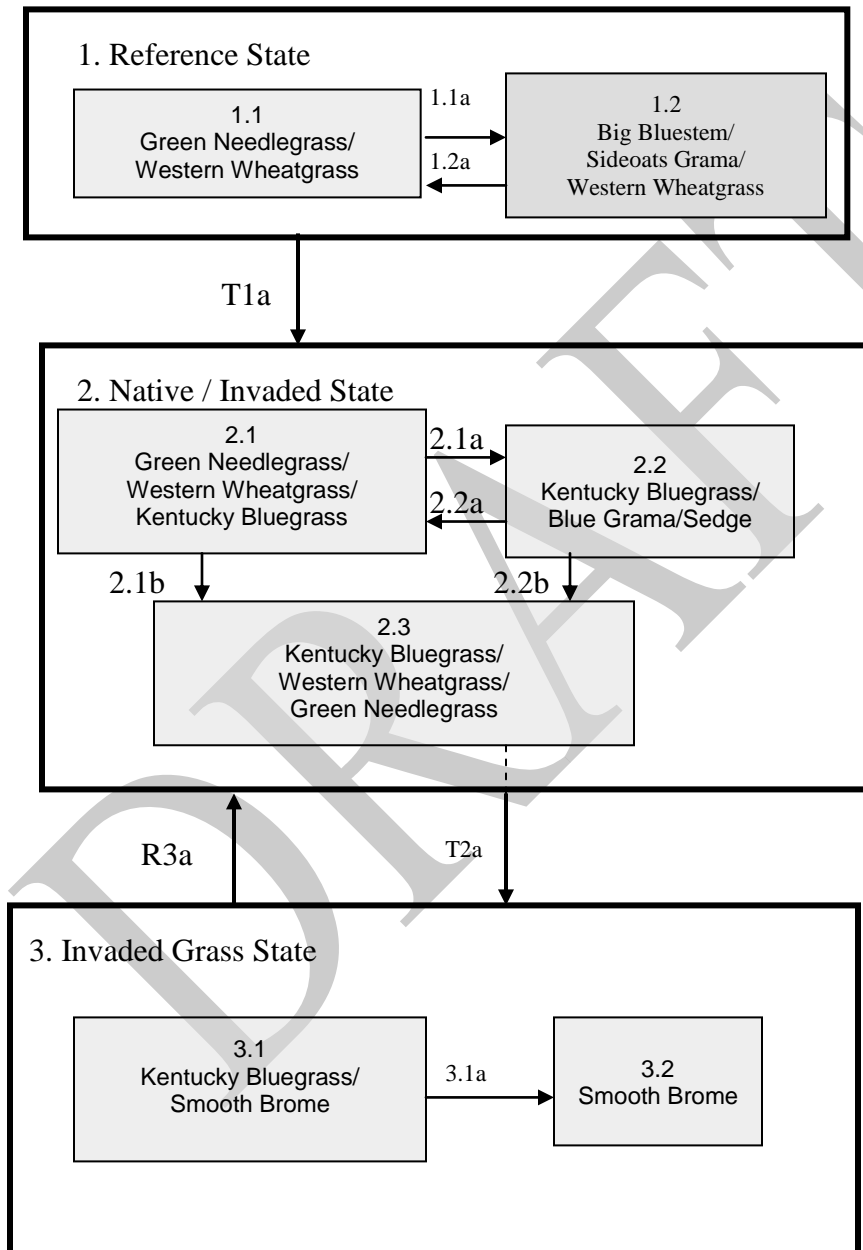 1. Reference State
1.1
Green Needlegrass/
Western Wheatgrass
1.1a
1.2a
1.2
Big Bluestem/
Sideoats Grama/
Western Wheatgrass
T1a
2. Native / Invaded State
2.1
Green Needlegrass/
Western Wheatgrass/
Kentucky Bluegrass
2.1a
2.2a
2.2
Kentucky Bluegrass/
Blue Grama/Sedge
2.1b
2.2b
2.3
Kentucky Bluegrass/
Western Wheatgrass/
Green Needlegrass
R3a
T2a
3. Invaded Grass State
3.1
Kentucky Bluegrass/
Smooth Brome
3.1a
3.2
Smooth Brome
DRAFT